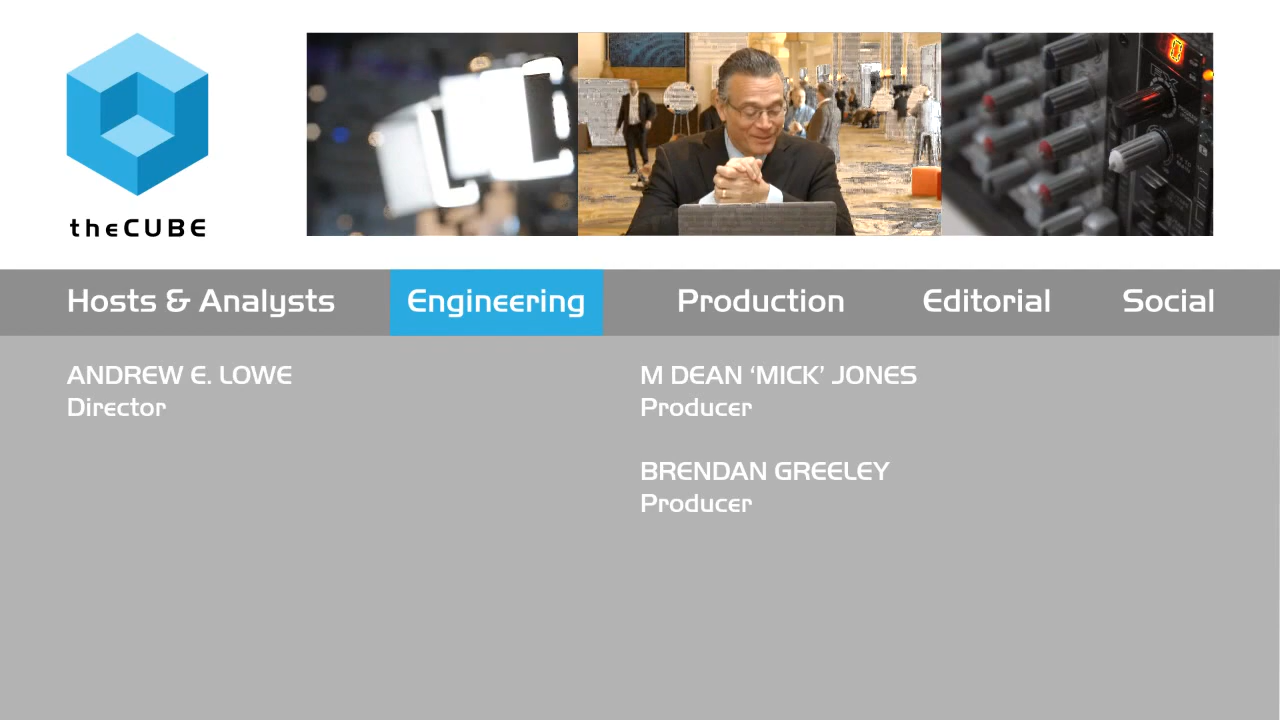 theCUBE
Hosts & Analysts Engineering Production Editorial Social
ANDREW E. LOWE
Director
M DEAN ‘MICK’ JONES
Producer
BRENDAN GREELEY
Producer